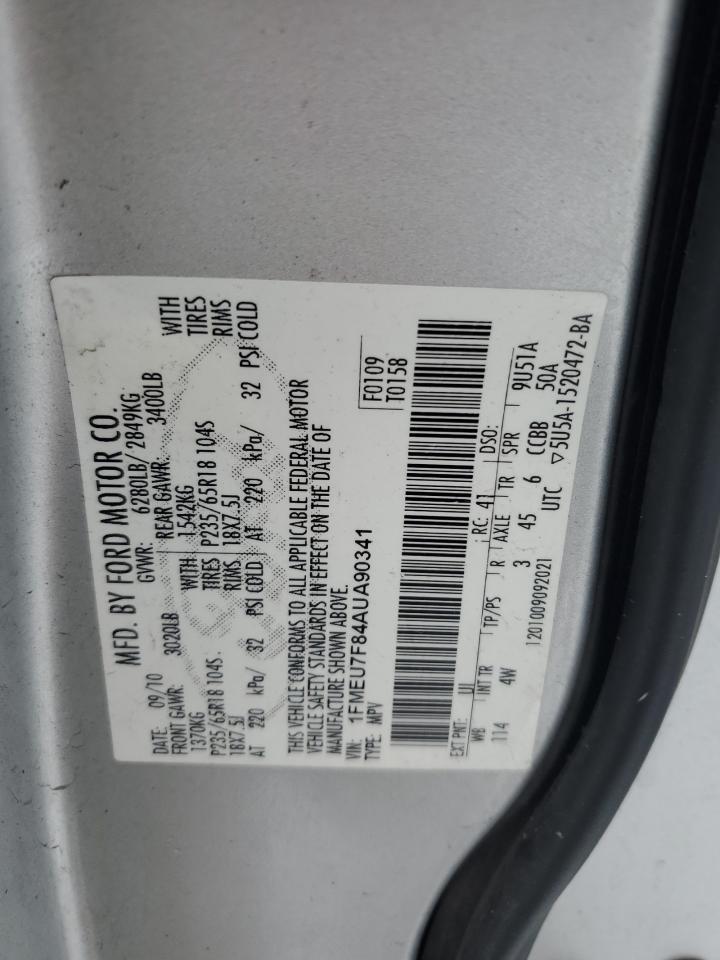 MFD. BY FORD MOTOR CO.
DATE: 09/10 GVWR: 6280LB/2849KG
FRONT GAWR: 3020LB REAR GAWR: 3400LB
1370KG WITH 1542KG WITH
P235/65R18 104S TIRES P235/65R18 104S TIRES
18X7.5J RIMS 18X7.5J RIMS
AT 220 kPa/ 32 PSI COLD AT 220 kPa/ 32 PSI COLD
THIS VEHICLE CONFORMS TO ALL APPLICABLE FEDERAL MOTOR
VEHICLE SAFETY STANDARDS IN EFFECT ON THE DATE OF
MANUFACTURE SHOWN ABOVE.
VIN: 1FMEU7F84AUA90341 F0109
TYPE: MPV T0158
EXT PNT: UI RC: 41 DSO:
WB INT TR TP/PS R AXLE TR SPR 9U51A
114 4W 3 45 6 CCBB 50A
1201009092021 UTC ▽5U5A-1520472-BA